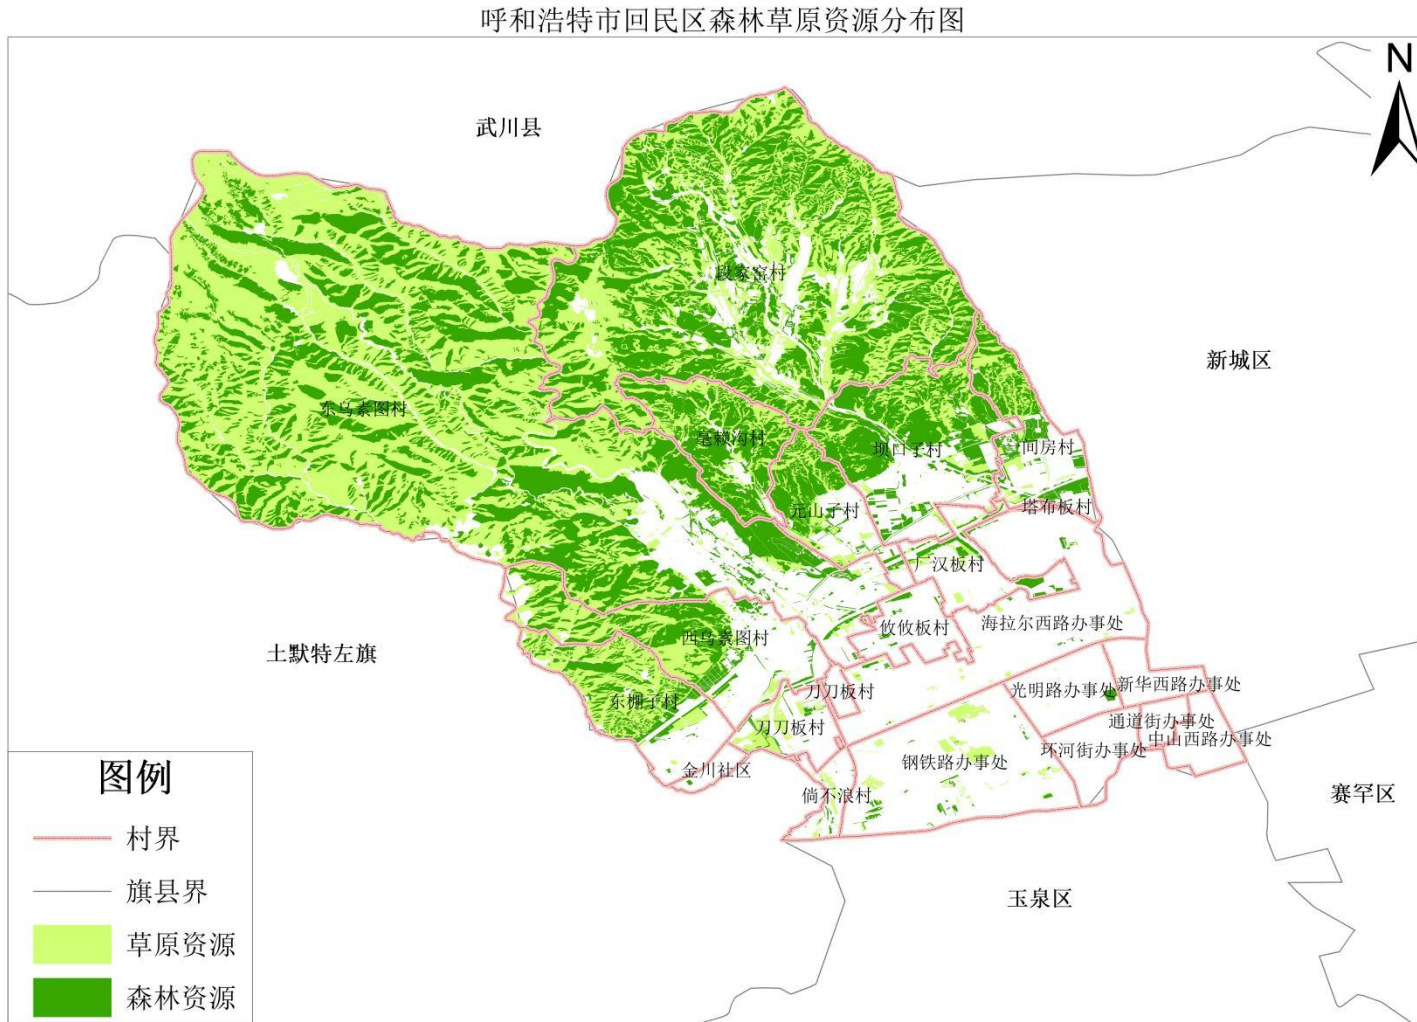 呼和浩特市回民区森林草原资源分布图
N
武川县
段家窑村
新城区
东乌素图村
毫赖沟村
坝口子村
一间房村
元山子村
塔布板村
厂汉板村
攸攸板村
海拉尔西路办事处
西乌素图村
土默特左旗
刀刀板村
光明路办事处
新华西路办事处
东棚子村
刀刀板村
通道街办事处
中山西路办事处
环河街办事处
钢铁路办事处
金川社区
倘不浪村
赛罕区
玉泉区
图例
村界
旗县界
草原资源
森林资源